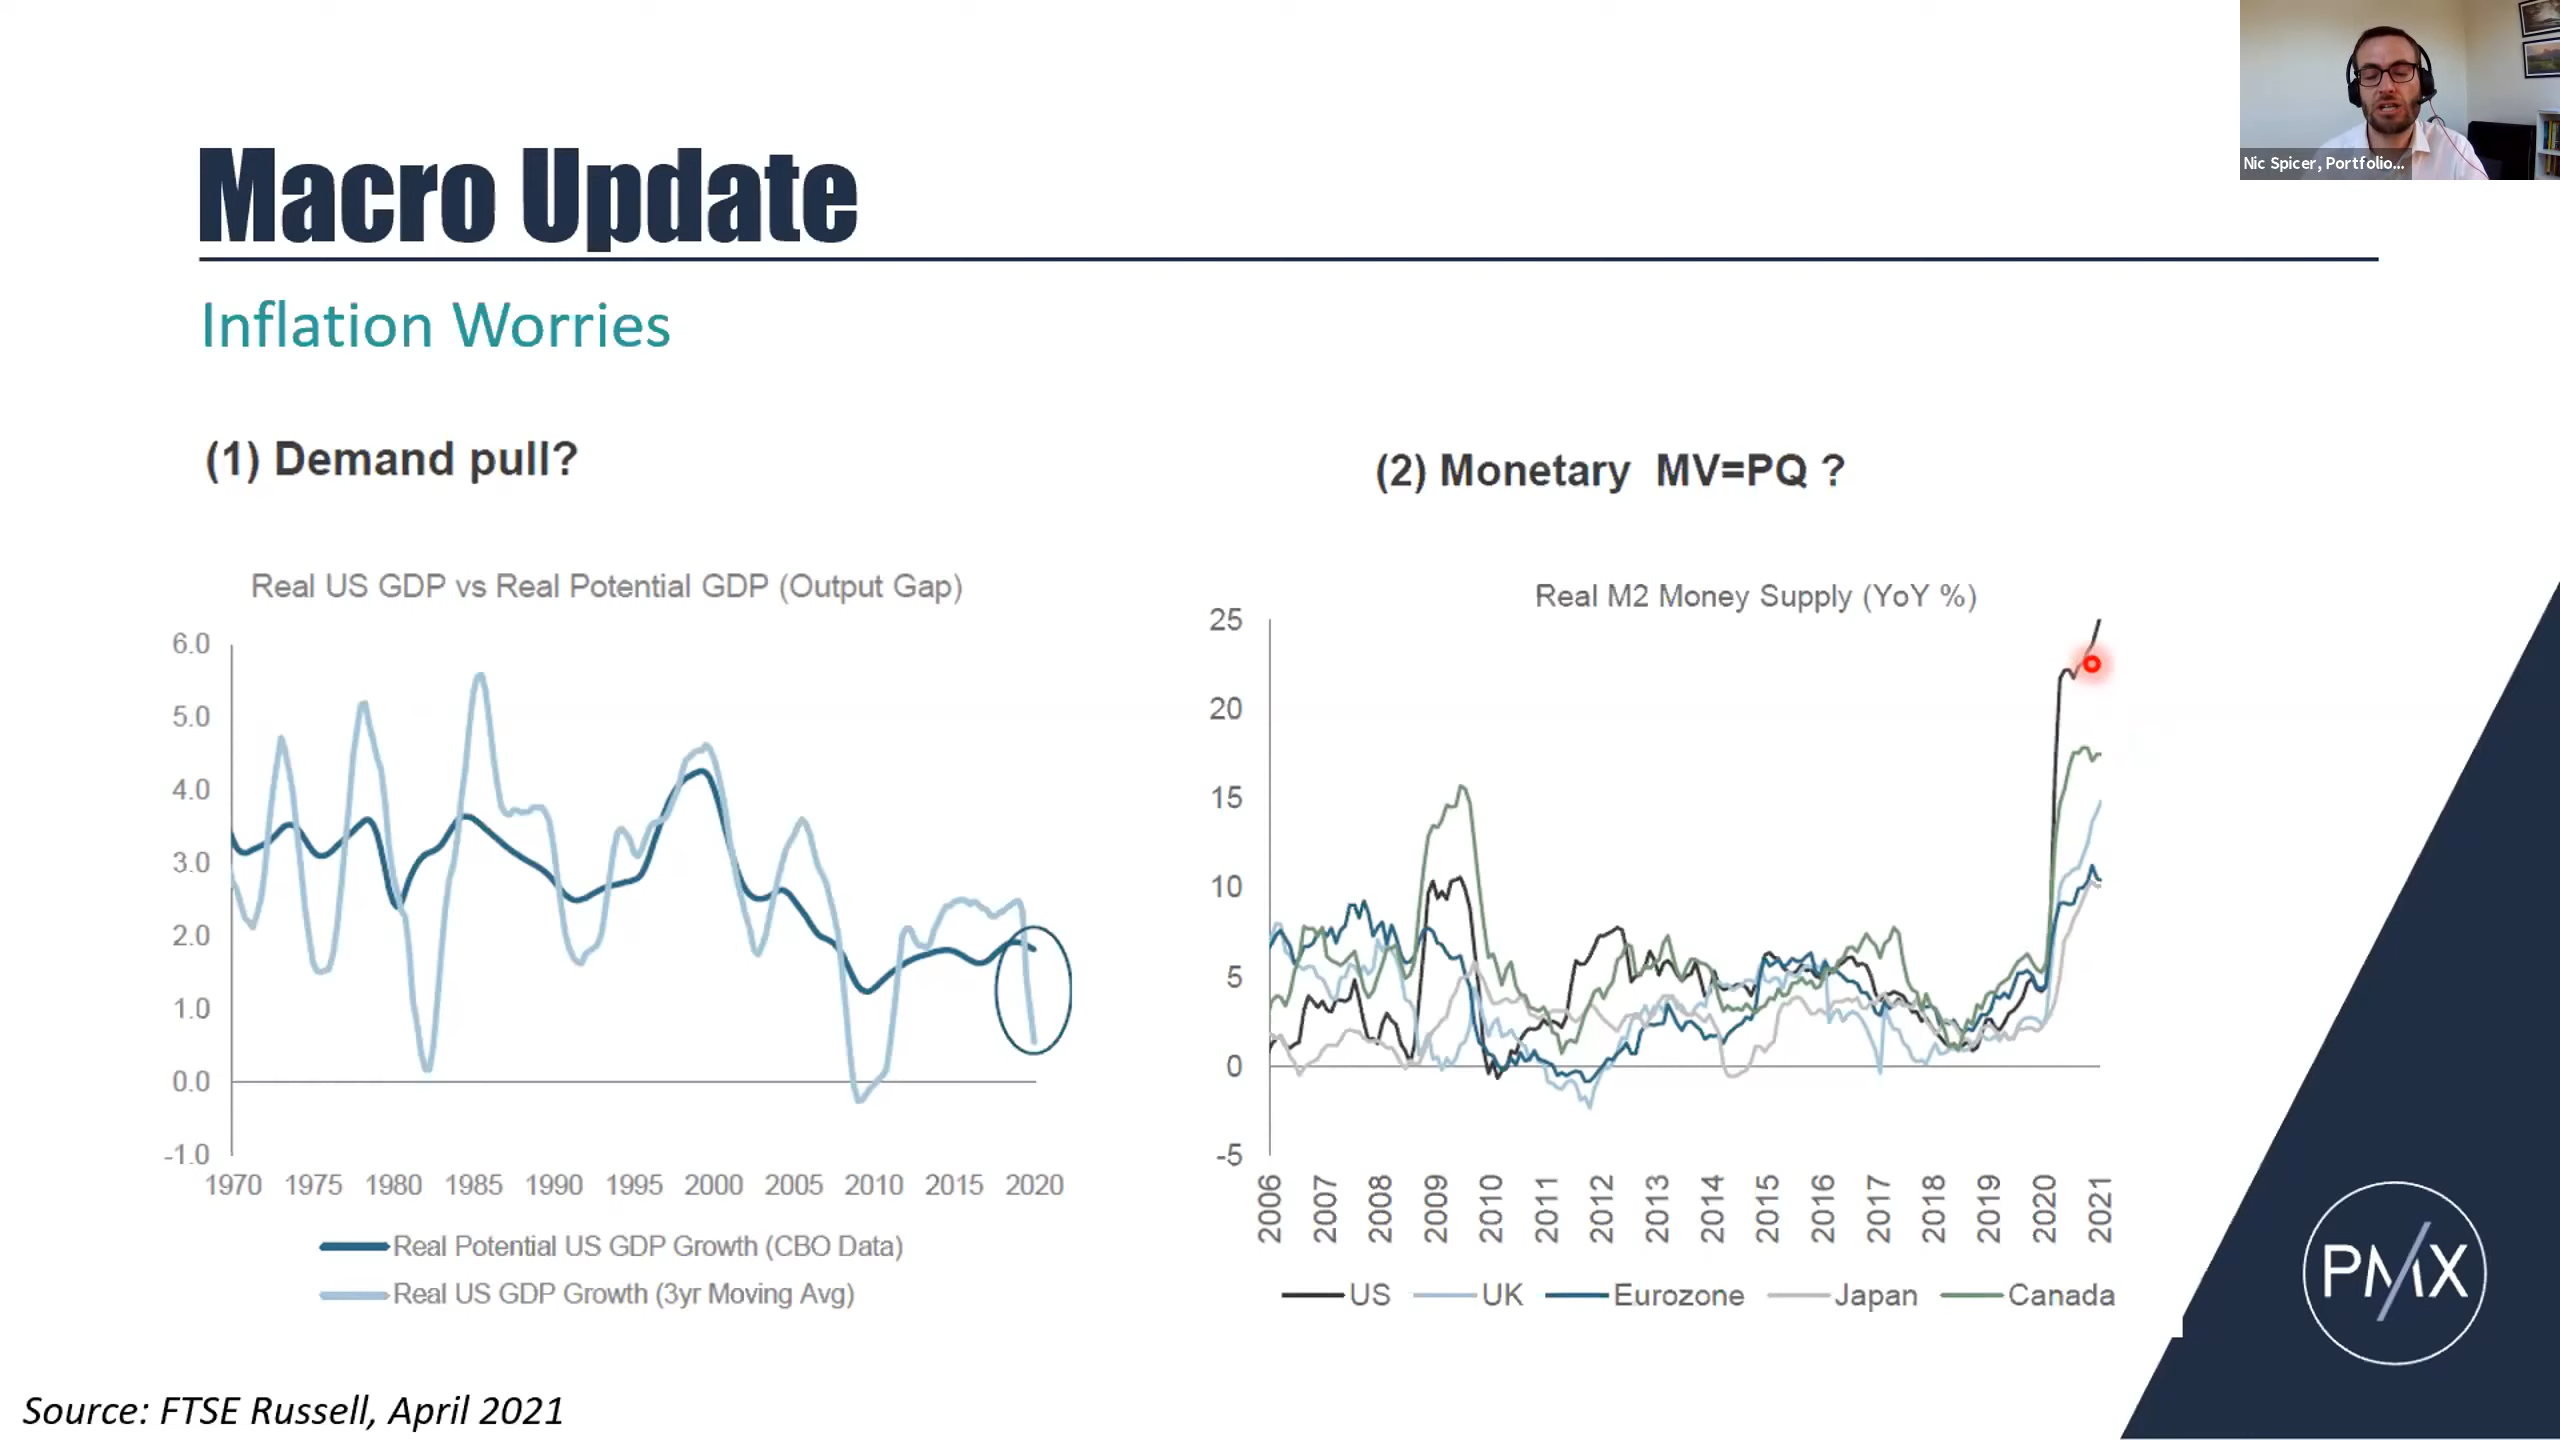 Nic Spicer, Portfolio...
Macro Update
Inflation Worries
(1) Demand pull?
Real US GDP vs Real Potential GDP (Output Gap)
6.0
5.0
4.0
3.0
2.0
1.0
0.0
-1.0
1970 1975 1980 1985 1990 1995 2000 2005 2010 2015 2020
Real Potential US GDP Growth (CBO Data)
Real US GDP Growth (3yr Moving Avg)
(2) Monetary MV=PQ ?
Real M2 Money Supply (YoY %)
25
20
15
10
5
0
-5
2006 2007 2008 2009 2010 2011 2012 2013 2014 2015 2016 2017 2018 2019 2020 2021
US UK Eurozone Japan Canada
PMX
Source: FTSE Russell, April 2021